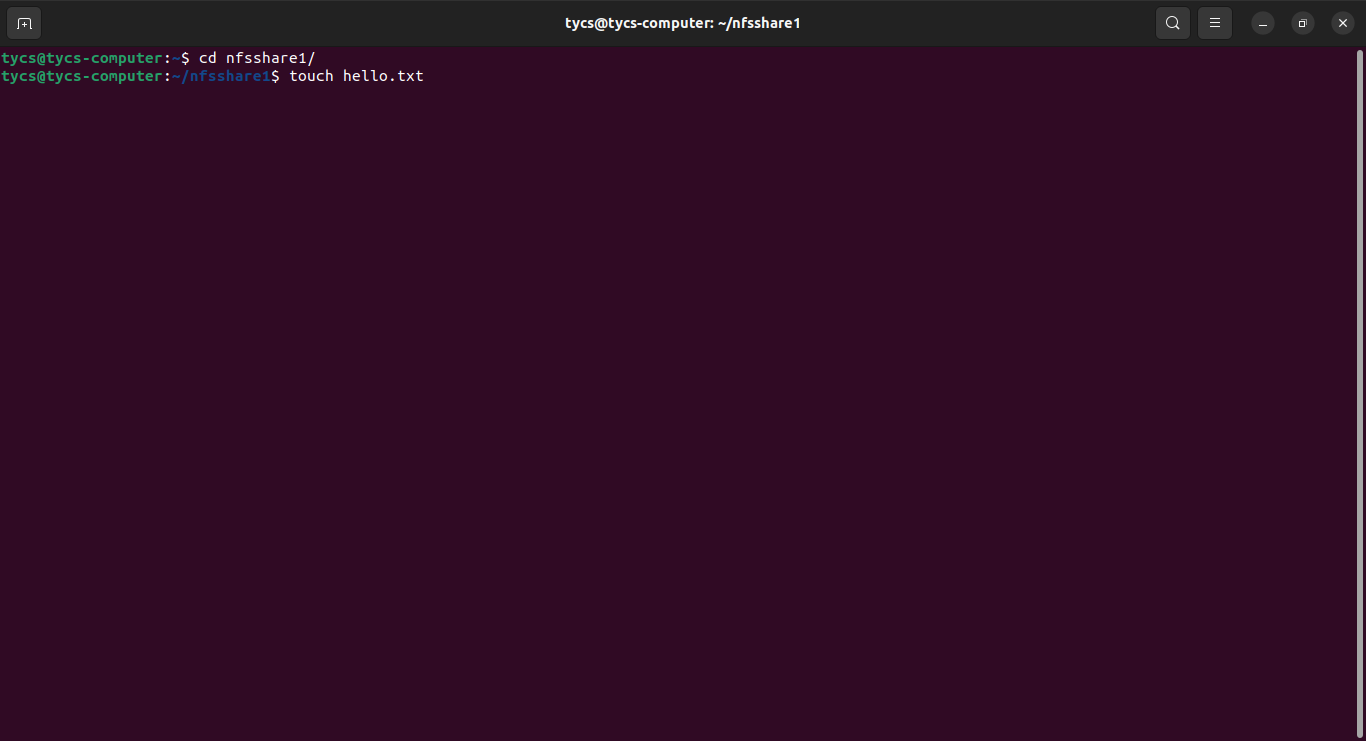 tycs@tycs-computer: ~/nfsshare1
tycs@tycs-computer:~$ cd nfsshare1/
tycs@tycs-computer:~/nfsshare1$ touch hello.txt